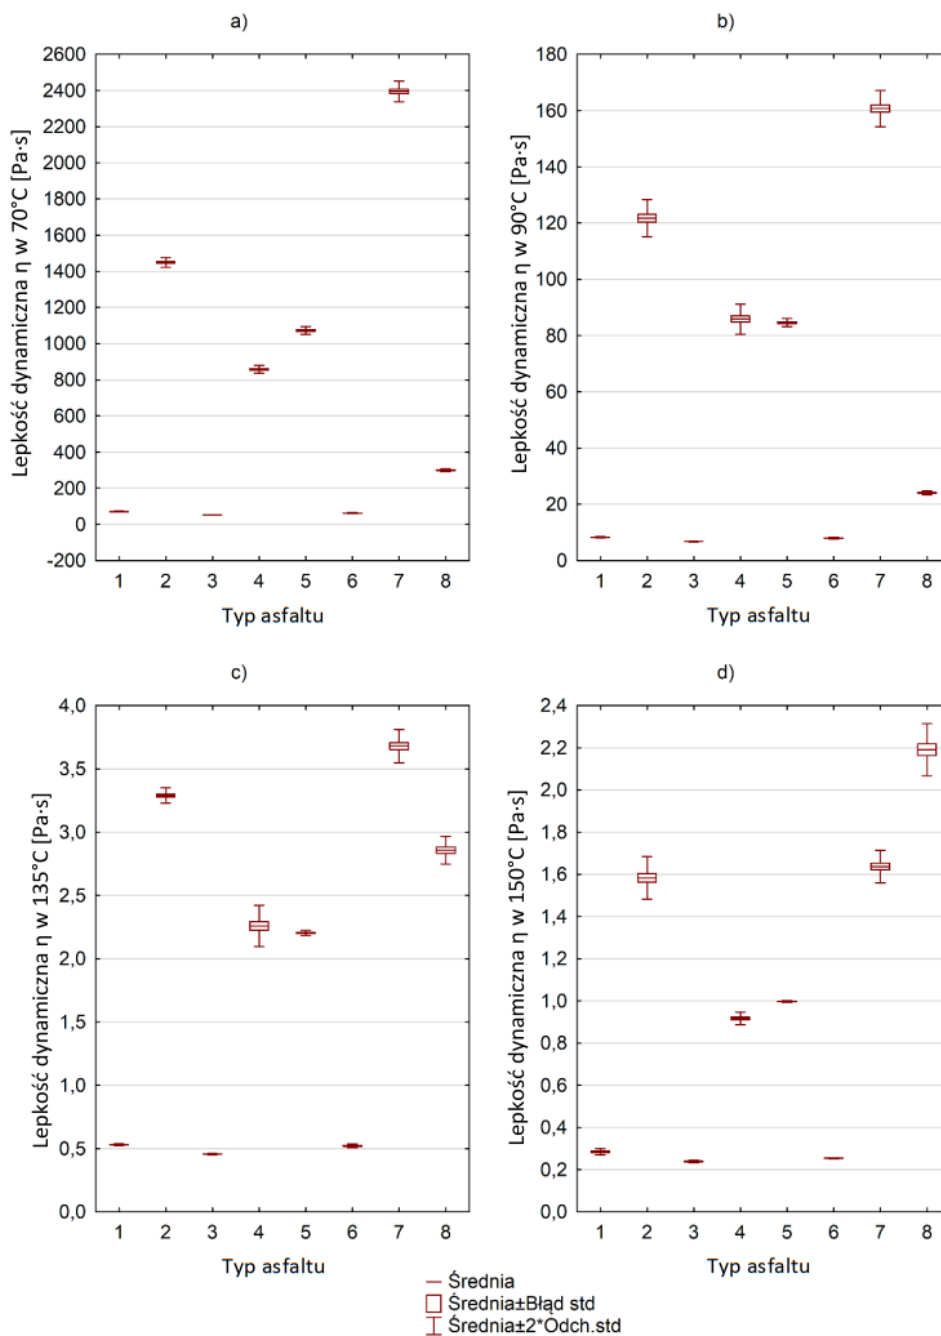 a)
Lepkość dynamiczna η w 70°C [Pa·s]
2600
2400
2200
2000
1800
1600
1400
1200
1000
800
600
400
200
0
-200
1 2 3 4 5 6 7 8
Typ asfaltu
b)
Lepkość dynamiczna η w 90°C [Pa·s]
180
160
140
120
100
80
60
40
20
0
1 2 3 4 5 6 7 8
Typ asfaltu
c)
Lepkość dynamiczna η w 135°C [Pa·s]
4,0
3,5
3,0
2,5
2,0
1,5
1,0
0,5
0,0
1 2 3 4 5 6 7 8
Typ asfaltu
d)
Lepkość dynamiczna η w 150°C [Pa·s]
2,4
2,2
2,0
1,8
1,6
1,4
1,2
1,0
0,8
0,6
0,4
0,2
0,0
1 2 3 4 5 6 7 8
Typ asfaltu
Średnia
Średnia±Błąd std
Średnia±2*Odch.std